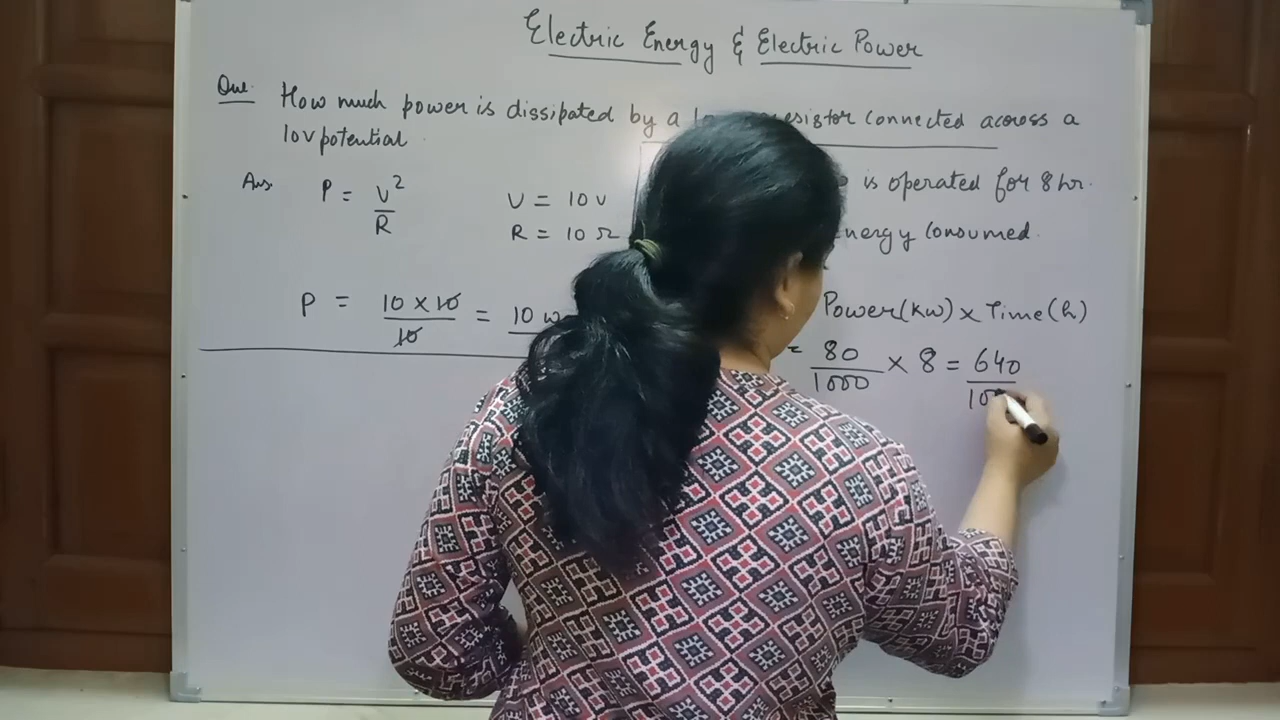 Electric Energy & Electric Power
Que. How much power is dissipated by a resistor connected across a
10v potential
is operated for 8 hr.
Ans. P = V²/R
V = 10 v
R = 10 Ω
energy consumed.
P = 10 x 10 / 10 = 10 w
Power(kw) x Time(h)
= 80/1000 x 8 = 640/100